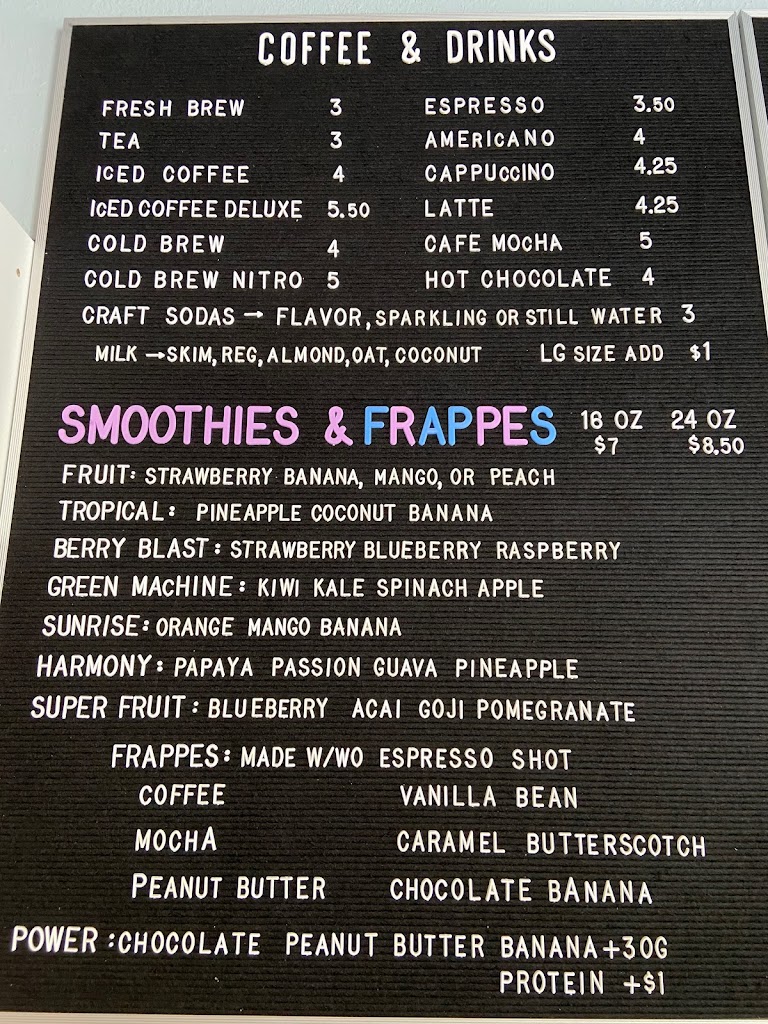 COFFEE & DRINKS
FRESH BREW 3 ESPRESSO 3.50
TEA 3 AMERICANO 4
ICED COFFEE 4 CAPPUCCINO 4.25
ICED COFFEE DELUXE 5.50 LATTE 4.25
COLD BREW 4 CAFE MOCHA 5
COLD BREW NITRO 5 HOT CHOCOLATE 4
CRAFT SODAS → FLAVOR, SPARKLING OR STILL WATER 3
MILK → SKIM, REG, ALMOND, OAT, COCONUT LG SIZE ADD $1
SMOOTHIES & FRAPPES 16 OZ 24 OZ
$7 $8.50
FRUIT: STRAWBERRY BANANA, MANGO, OR PEACH
TROPICAL: PINEAPPLE COCONUT BANANA
BERRY BLAST: STRAWBERRY BLUEBERRY RASPBERRY
GREEN MACHINE: KIWI KALE SPINACH APPLE
SUNRISE: ORANGE MANGO BANANA
HARMONY: PAPAYA PASSION GUAVA PINEAPPLE
SUPER FRUIT: BLUEBERRY ACAI GOJI POMEGRANATE
FRAPPES: MADE W/WO ESPRESSO SHOT
COFFEE VANILLA BEAN
MOCHA CARAMEL BUTTERSCOTCH
PEANUT BUTTER CHOCOLATE BANANA
POWER: CHOCOLATE PEANUT BUTTER BANANA +30G
PROTEIN +$1